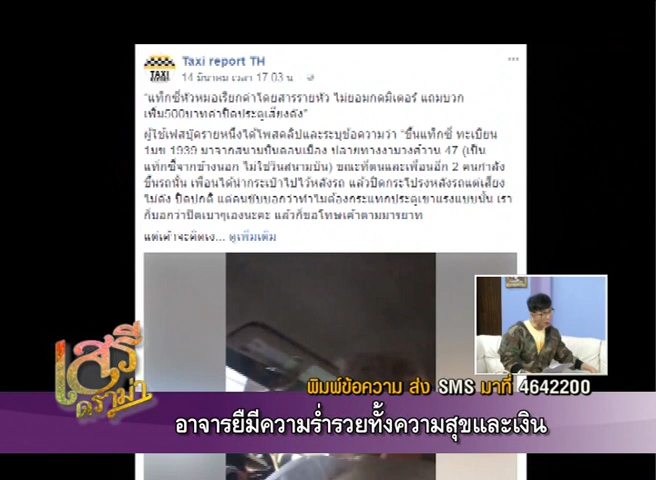 Taxi report TH
TAXI
14 มีนาคม เวลา 17:03 น.
"แท็กซี่หัวหมอเรียกค่าโดยสารรายหัว ไม่ยอมกดมิเตอร์ แถมบวก
เพิ่ม500บาทค่าปิดประตูเสียงดัง"
ผู้ใช้เฟสบุ๊ครายหนึ่งได้โพสคลิปและระบุข้อความว่า "ขึ้นแท็กซี่ ทะเบียน
1มข 1939 มาจากสนามบินดอนเมือง ปลายทางงามวงศ์วาน 47 (เป็น
แท็กซี่จากข้างนอก ไม่ใช่วินสนามบิน) ขณะที่ตนและเพื่อนอีก 2 คนกำลัง
ขึ้นรถนั้น เพื่อนได้นำกระเป๋าไปไว้หลังรถ แล้วปิดกระโปรงหลังรถแต่เสียง
ไม่ดัง ปิดปกติ แต่คนขับบอกว่าทำไมต้องกระแทกประตูเขาแรงแบบนั้น เรา
ก็บอกว่าปิดเบาๆเองนะคะ แล้วก็ขอโทษเค้าตามมารยาท
แต่เค้าจะคิดเง... ดูเพิ่มเติม
เสรี
ดราม่า
พิมพ์ข้อความ ส่ง SMS มาที่ 4642200
อาจารยืมีความร่ำรวยทั้งความสุขและเงิน